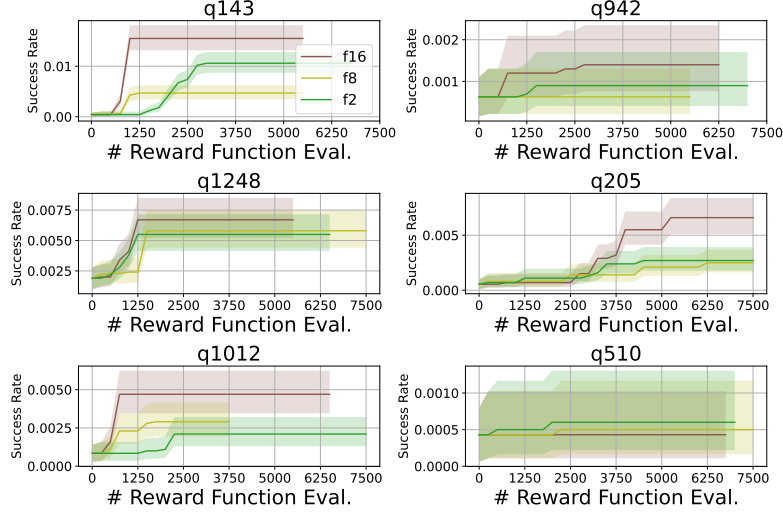 q143
Success Rate
0.01
0.00
f16
f8
f2
0 1250 2500 3750 5000 6250 7500
# Reward Function Eval.
q942
Success Rate
0.002
0.001
0 1250 2500 3750 5000 6250 7500
# Reward Function Eval.
q1248
Success Rate
0.0075
0.0050
0.0025
0 1250 2500 3750 5000 6250 7500
# Reward Function Eval.
q205
Success Rate
0.005
0.000
0 1250 2500 3750 5000 6250 7500
# Reward Function Eval.
q1012
Success Rate
0.0050
0.0025
0.0000
0 1250 2500 3750 5000 6250 7500
# Reward Function Eval.
q510
Success Rate
0.0010
0.0005
0.0000
0 1250 2500 3750 5000 6250 7500
# Reward Function Eval.